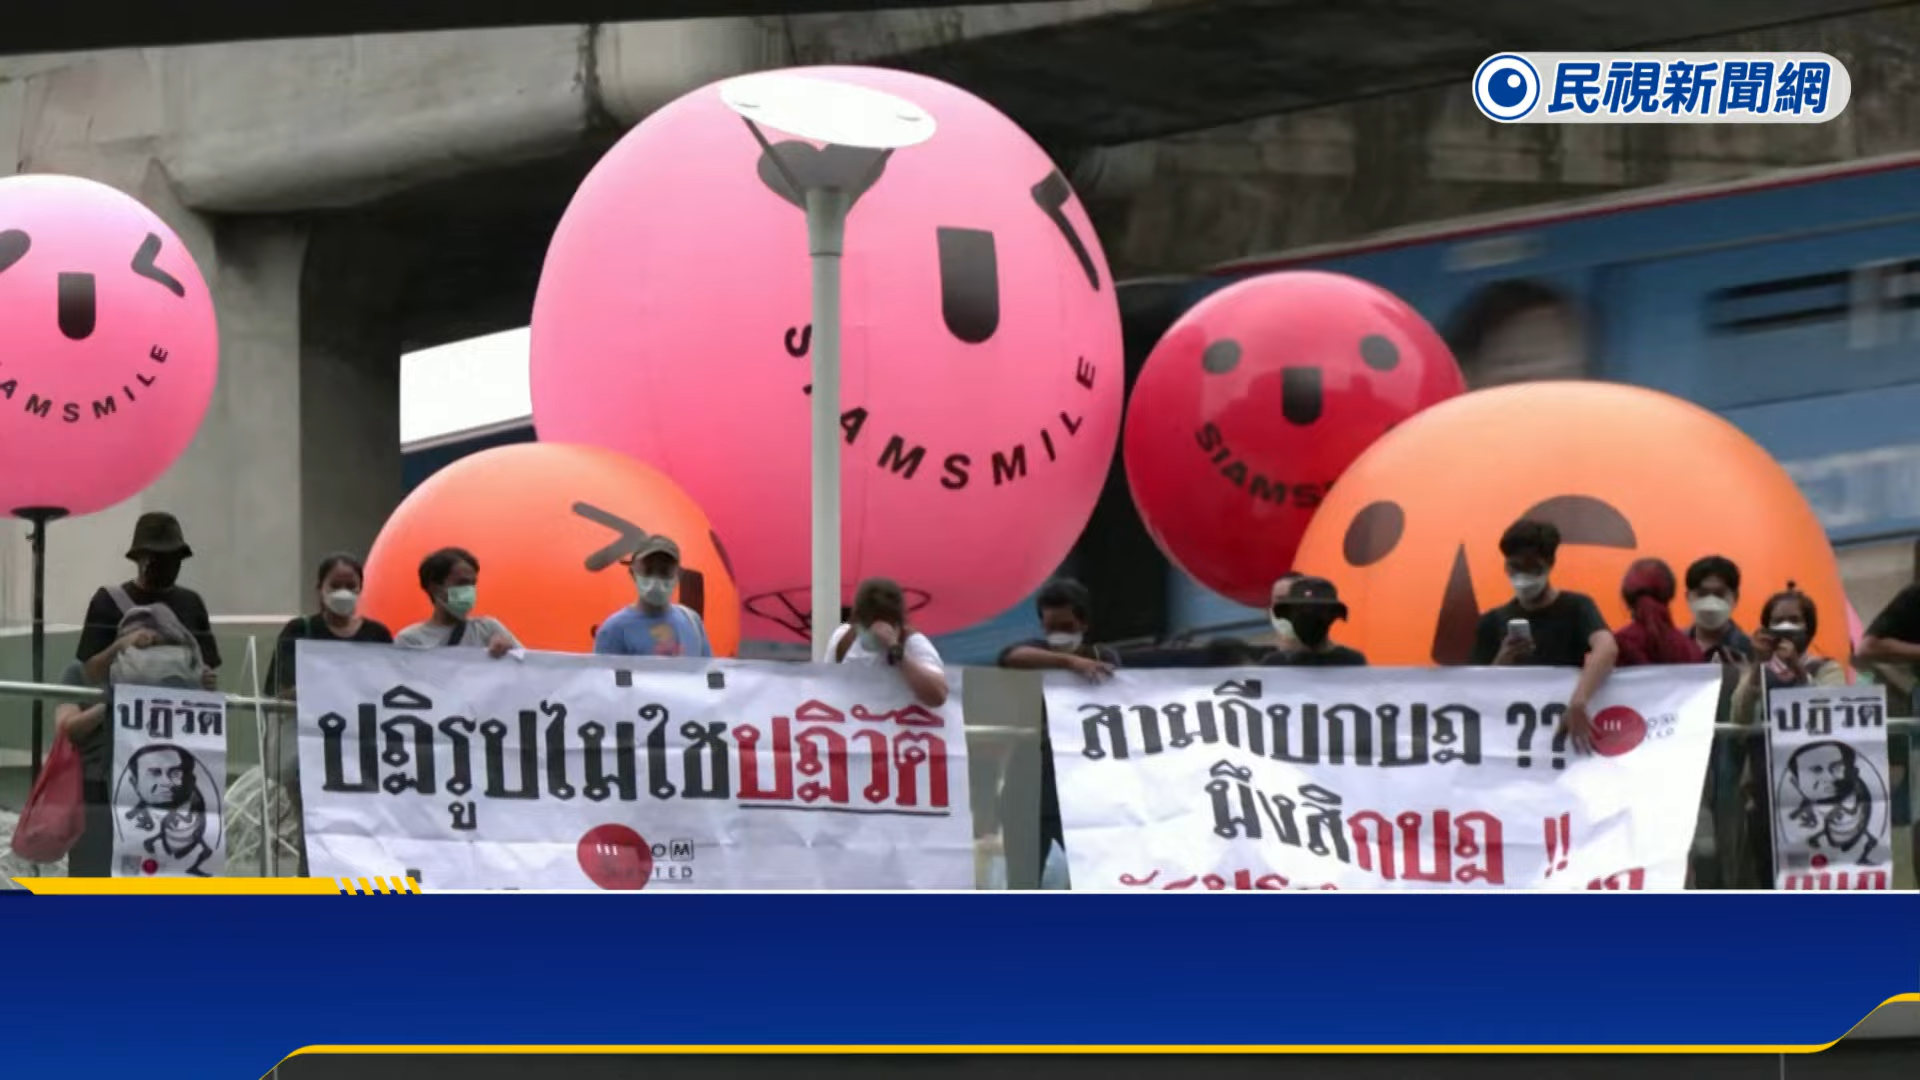 民視新聞網
SIAMSMILE
AMSMILE
SIAMS
ปฏิวัติ
ปฏิรูปไม่ใช่ปฏิวัติ
สามกีบกบฏ ??
มึงสิกบฏ !!
ปฏิวัติ